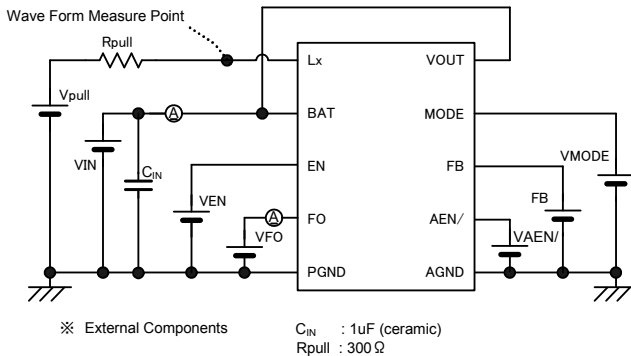 Wave Form Measure Point
Rpull
Lx
VOUT
Vpull
A
BAT
MODE
VIN
CIN
EN
FB
VMODE
VEN
A
FO
AEN/
FB
VFO
VAEN/
PGND
AGND
※ External Components
CIN : 1uF (ceramic)
Rpull : 300Ω